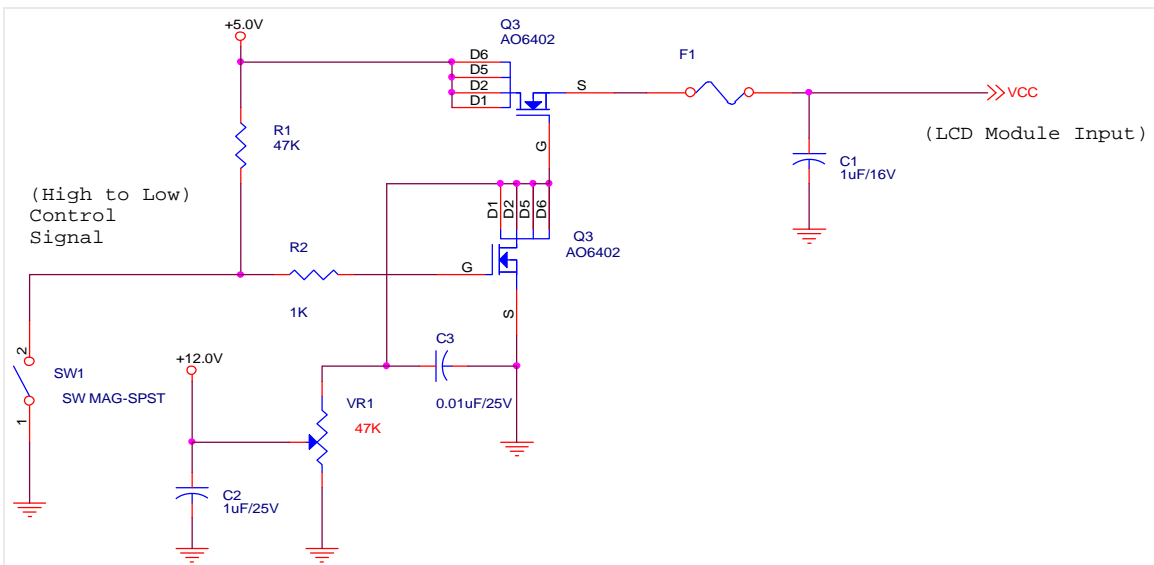 Q3
AO6402
+5.0V
D6
D5
D2
D1
S
G
F1
VCC
(LCD Module Input)
R1
47K
C1
1uF/16V
(High to Low)
Control
Signal
D1
D2
D5
D6
Q3
AO6402
R2
1K
G
S
C3
0.01uF/25V
2
SW1
SW MAG-SPST
1
+12.0V
VR1
47K
C2
1uF/25V